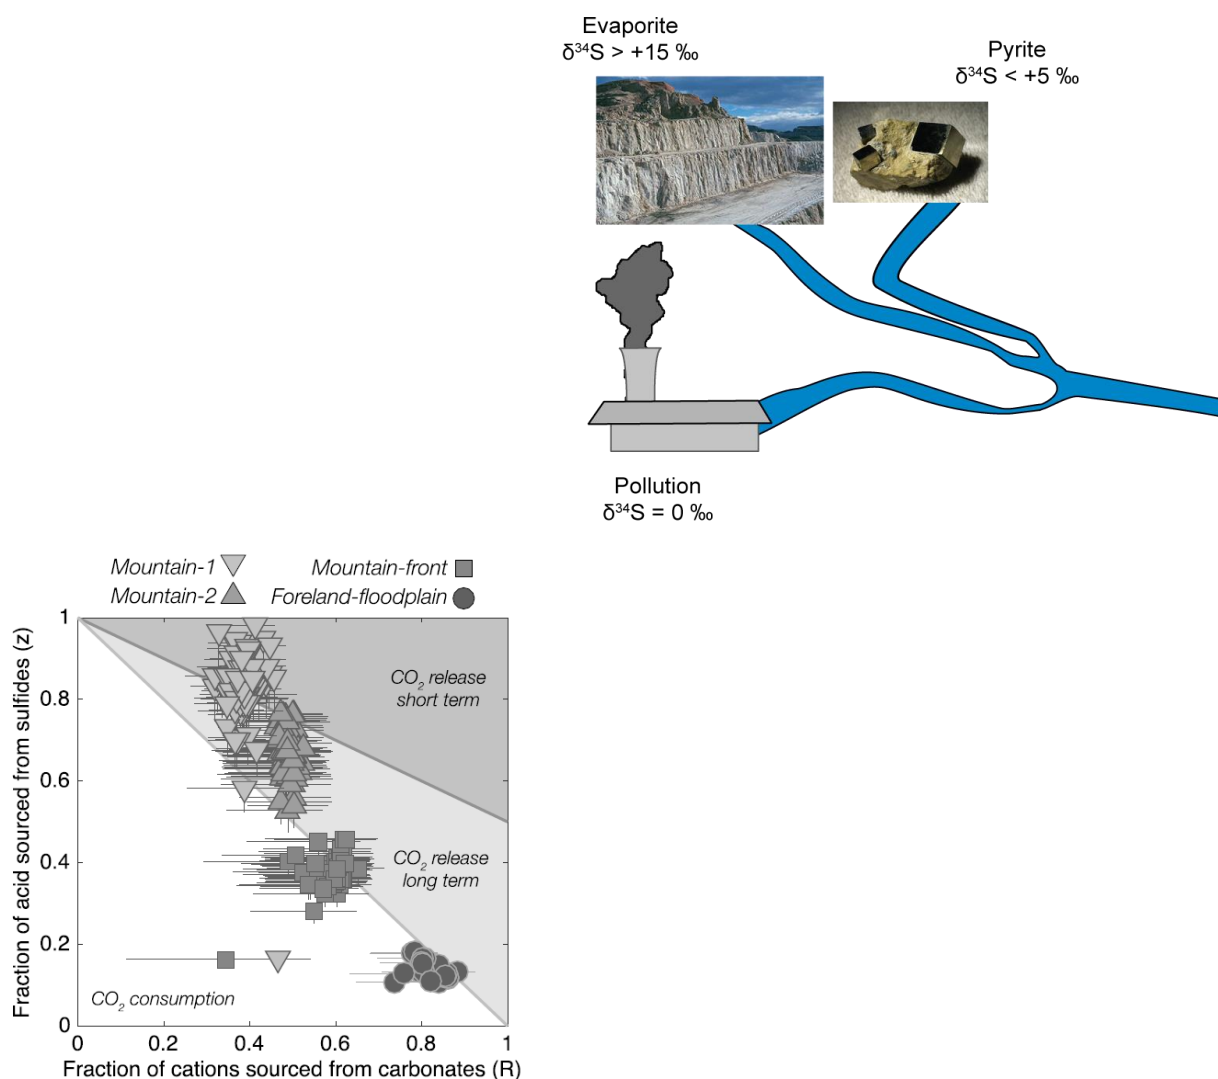 Evaporite
δ³⁴S > +15 ‰
Pyrite
δ³⁴S < +5 ‰
Pollution
δ³⁴S = 0 ‰
Mountain-1
Mountain-front
Mountain-2
Foreland-floodplain
Fraction of acid sourced from sulfides (z)
1
0.8
0.6
0.4
0.2
0
CO₂ release
short term
CO₂ release
long term
CO₂ consumption
0
0.2
0.4
0.6
0.8
1
Fraction of cations sourced from carbonates (R)